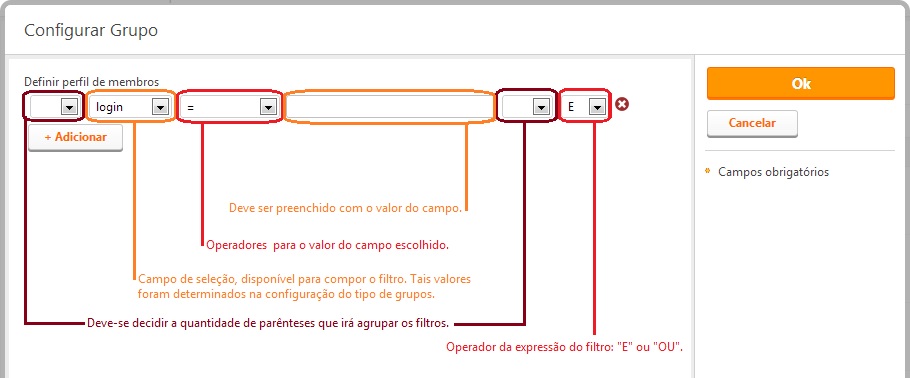 Configurar Grupo
Definir perfil de membros
login = E
+ Adicionar
Deve ser preenchido com o valor do campo.
Operadores para o valor do campo escolhido.
Campo de seleção, disponível para compor o filtro. Tais valores
foram determinados na configuração do tipo de grupos.
Deve-se decidir a quantidade de parênteses que irá agrupar os filtros.
Operador da expressão do filtro: "E" ou "OU".
Ok
Cancelar
* Campos obrigatórios